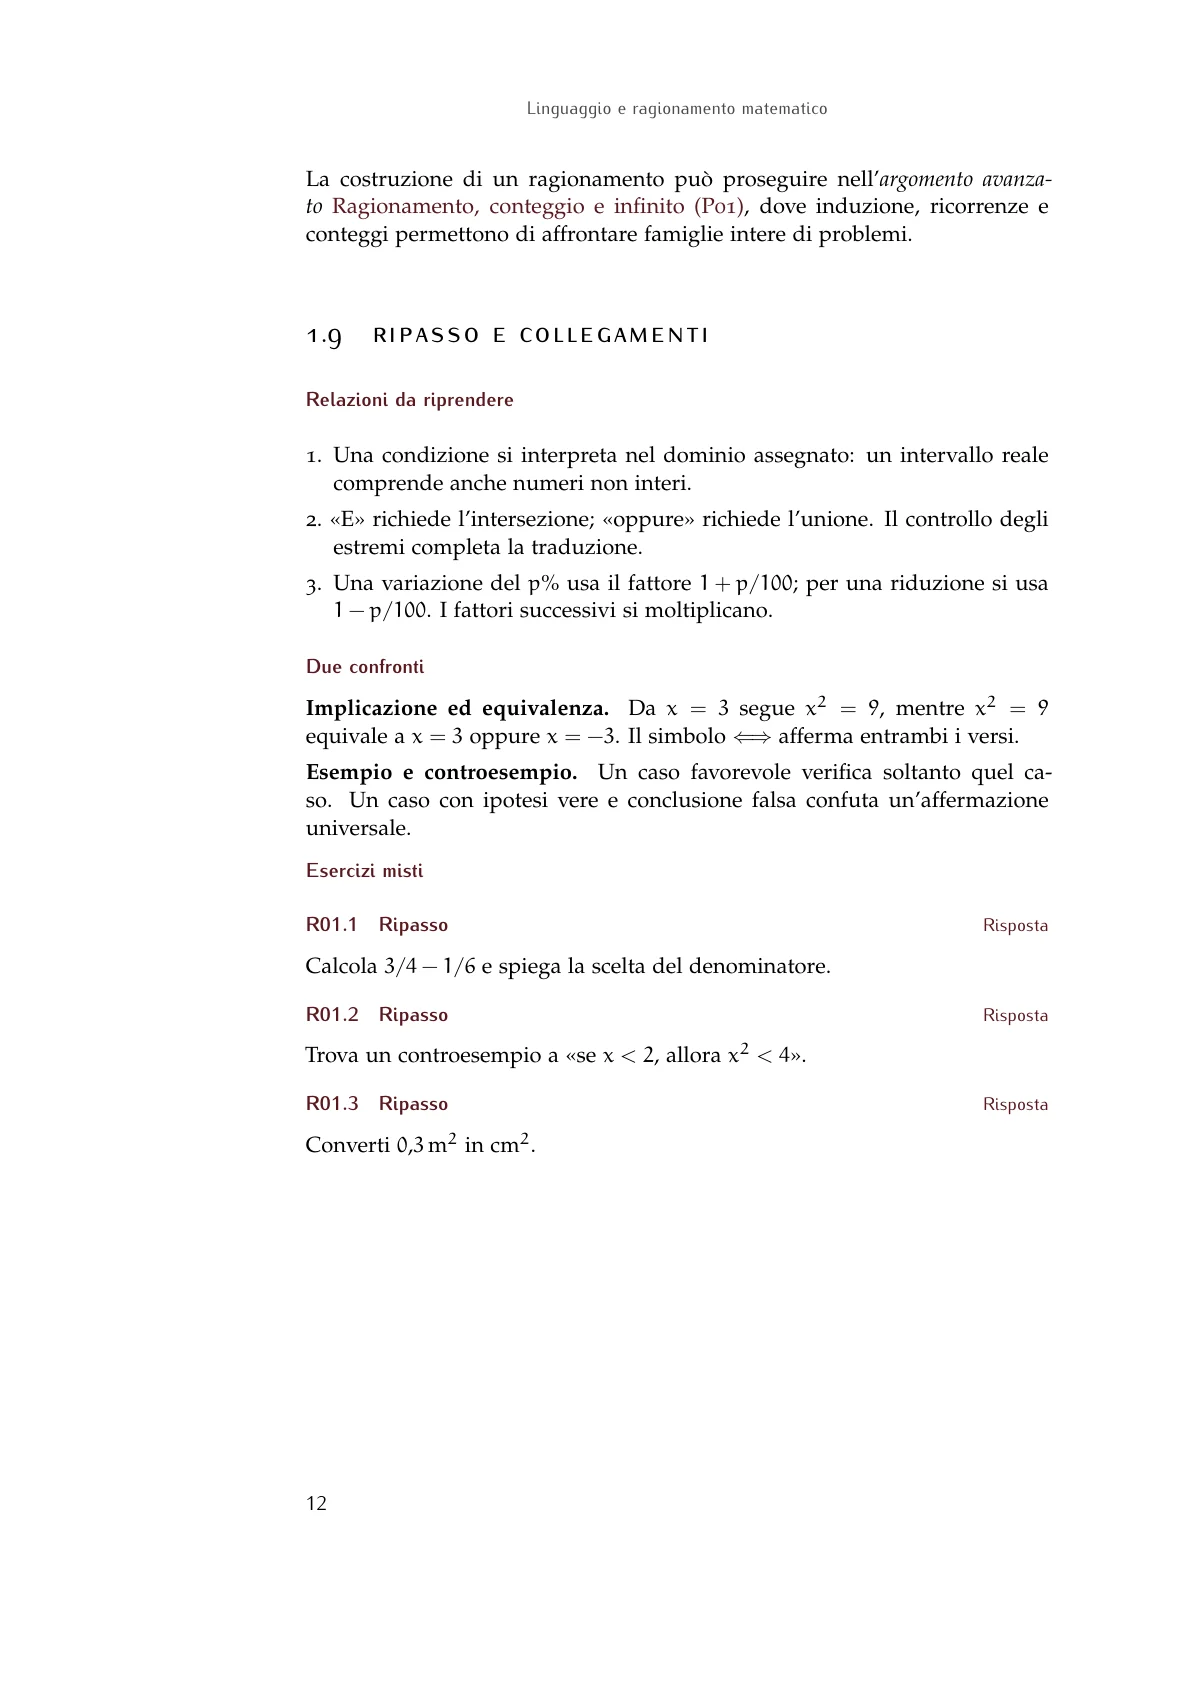 Linguaggio e ragionamento matematico
La costruzione di un ragionamento può proseguire nell'argomento avanza-
to Ragionamento, conteggio e infinito (P01), dove induzione, ricorrenze e
conteggi permettono di affrontare famiglie intere di problemi.
1.9 RIPASSO E COLLEGAMENTI
Relazioni da riprendere
1. Una condizione si interpreta nel dominio assegnato: un intervallo reale
comprende anche numeri non interi.
2. «E» richiede l'intersezione; «oppure» richiede l'unione. Il controllo degli
estremi completa la traduzione.
3. Una variazione del p% usa il fattore 1 + p/100; per una riduzione si usa
1 − p/100. I fattori successivi si moltiplicano.
Due confronti
Implicazione ed equivalenza. Da x = 3 segue x² = 9, mentre x² = 9
equivale a x = 3 oppure x = −3. Il simbolo ⟺ afferma entrambi i versi.
Esempio e controesempio. Un caso favorevole verifica soltanto quel ca-
so. Un caso con ipotesi vere e conclusione falsa confuta un'affermazione
universale.
Esercizi misti
R01.1 Ripasso Risposta
Calcola 3/4 − 1/6 e spiega la scelta del denominatore.
R01.2 Ripasso Risposta
Trova un controesempio a «se x < 2, allora x² < 4».
R01.3 Ripasso Risposta
Converti 0,3 m² in cm².
12